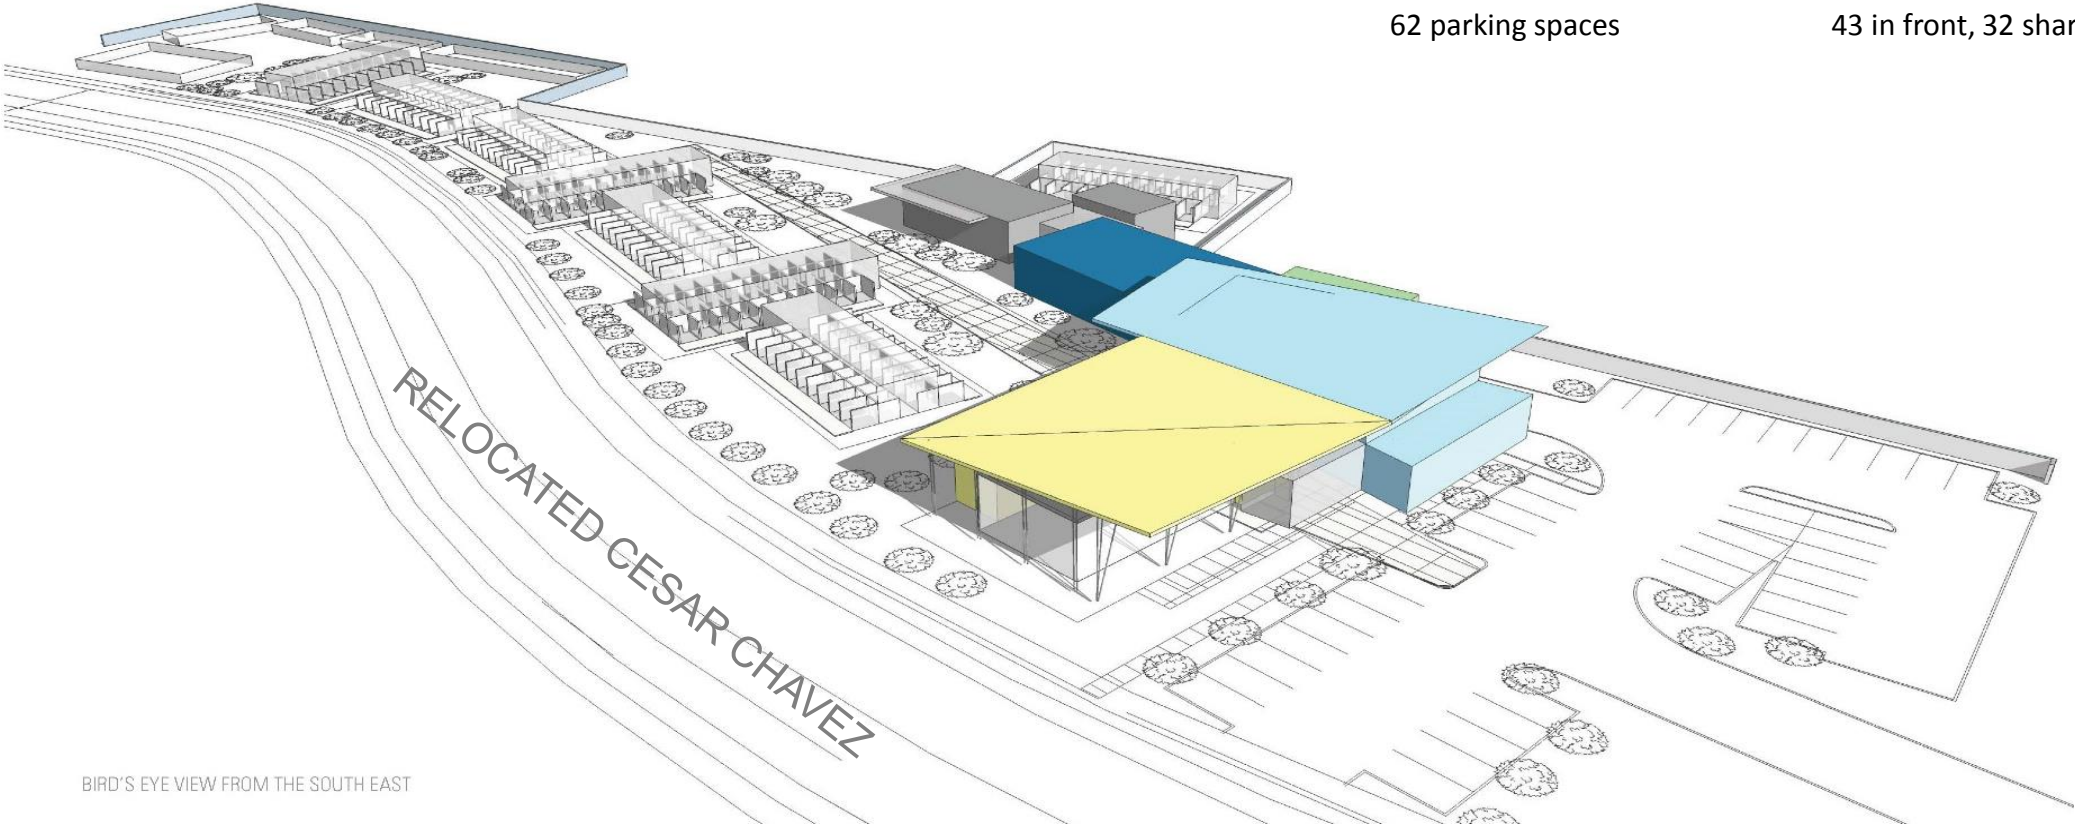 62 parking spaces
43 in front, 32
RELOCATED CESAR CHAVEZ
BIRD'S EYE VIEW FROM THE SOUTH EAST